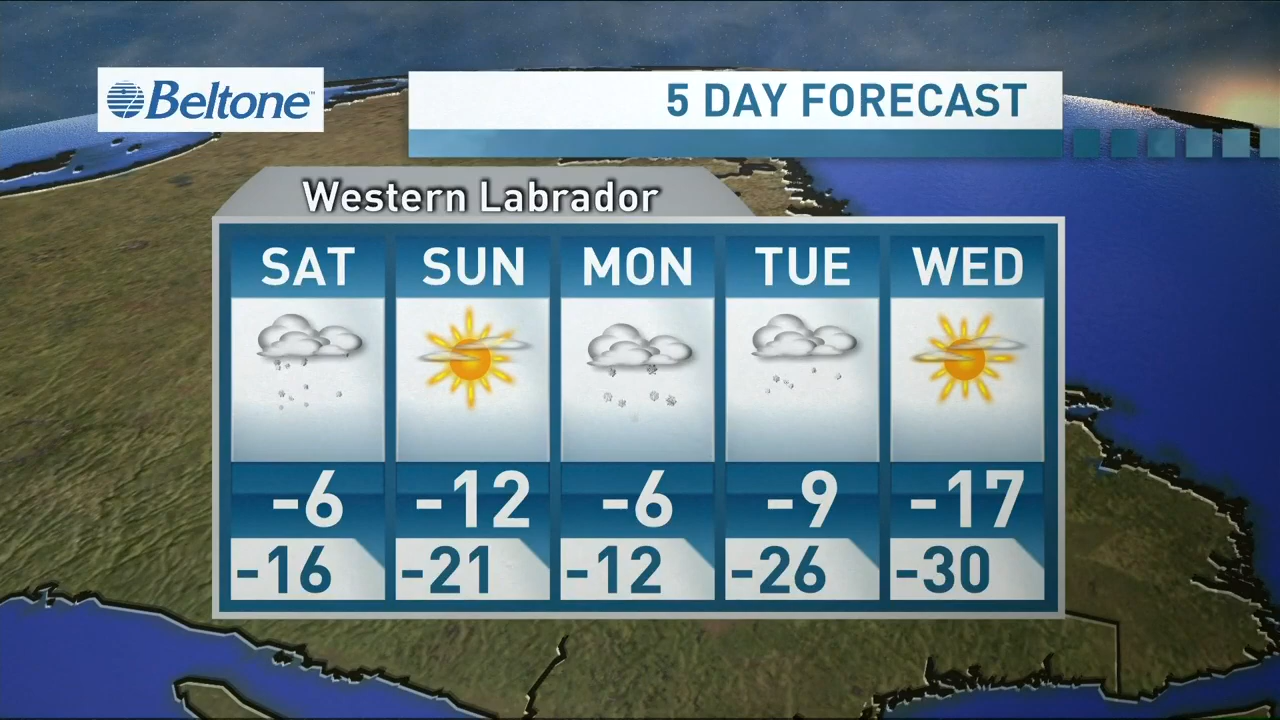 Beltone™
5 DAY FORECAST
Western Labrador
SAT SUN MON TUE WED
-6 -12 -6 -9 -17
-16 -21 -12 -26 -30